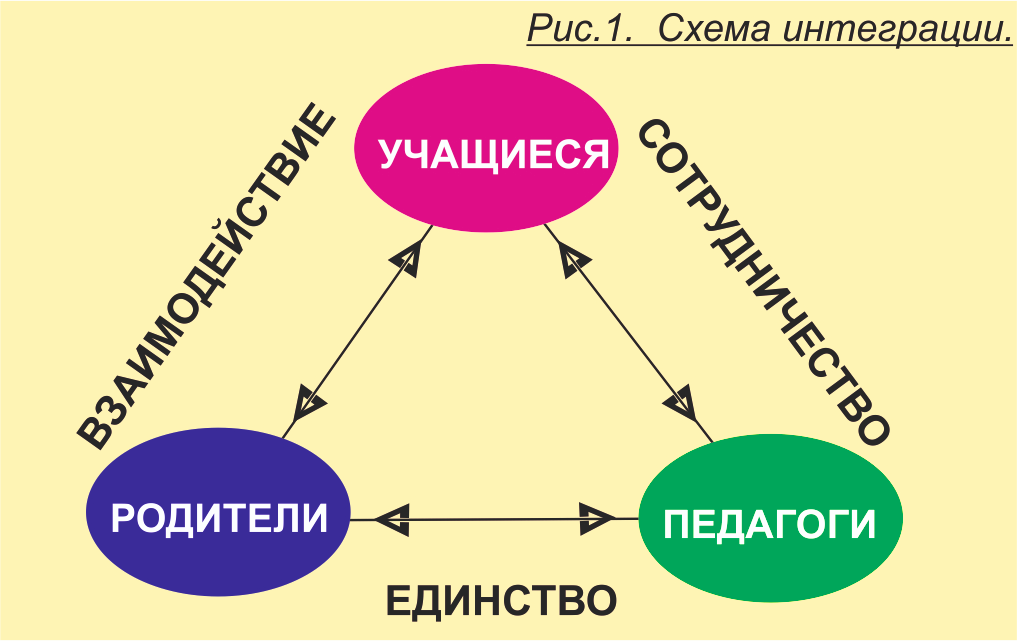 Рис.1. Схема интеграции.
УЧАЩИЕСЯ
ВЗАИМОДЕЙСТВИЕ
СОТРУДНИЧЕСТВО
РОДИТЕЛИ
ПЕДАГОГИ
ЕДИНСТВО